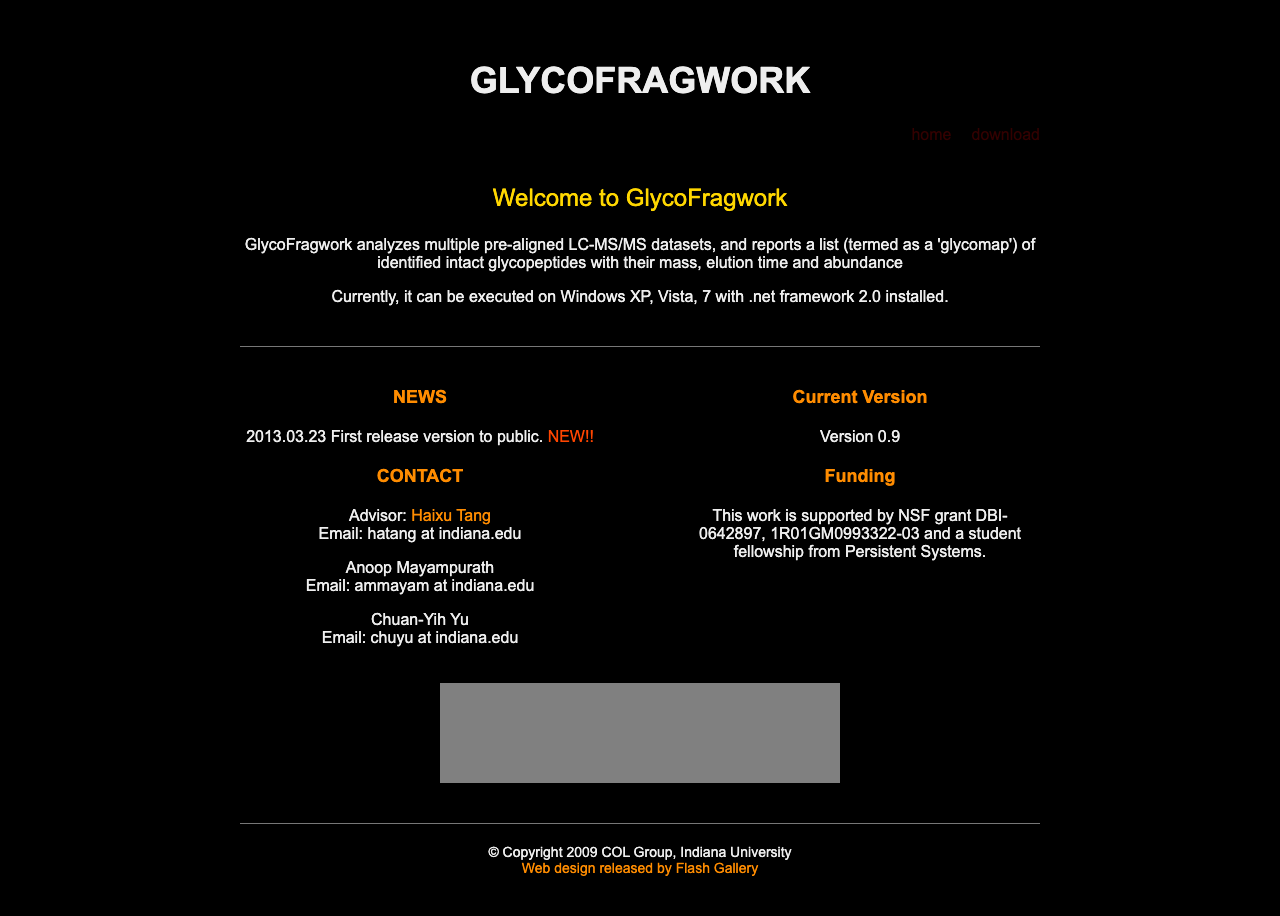 GLYCOFRAGWORK
home download
Welcome to GlycoFragwork
GlycoFragwork analyzes multiple pre-aligned LC-MS/MS datasets, and reports a list (termed as a 'glycomap') of
identified intact glycopeptides with their mass, elution time and abundance
Currently, it can be executed on Windows XP, Vista, 7 with .net framework 2.0 installed.
NEWS
2013.03.23 First release version to public. NEW!!
CONTACT
Advisor: Haixu Tang
Email: hatang at indiana.edu
Anoop Mayampurath
Email: ammayam at indiana.edu
Chuan-Yih Yu
Email: chuyu at indiana.edu
Current Version
Version 0.9
Funding
This work is supported by NSF grant DBI-
0642897, 1R01GM0993322-03 and a student
fellowship from Persistent Systems.
© Copyright 2009 COL Group, Indiana University
Web design released by Flash Gallery